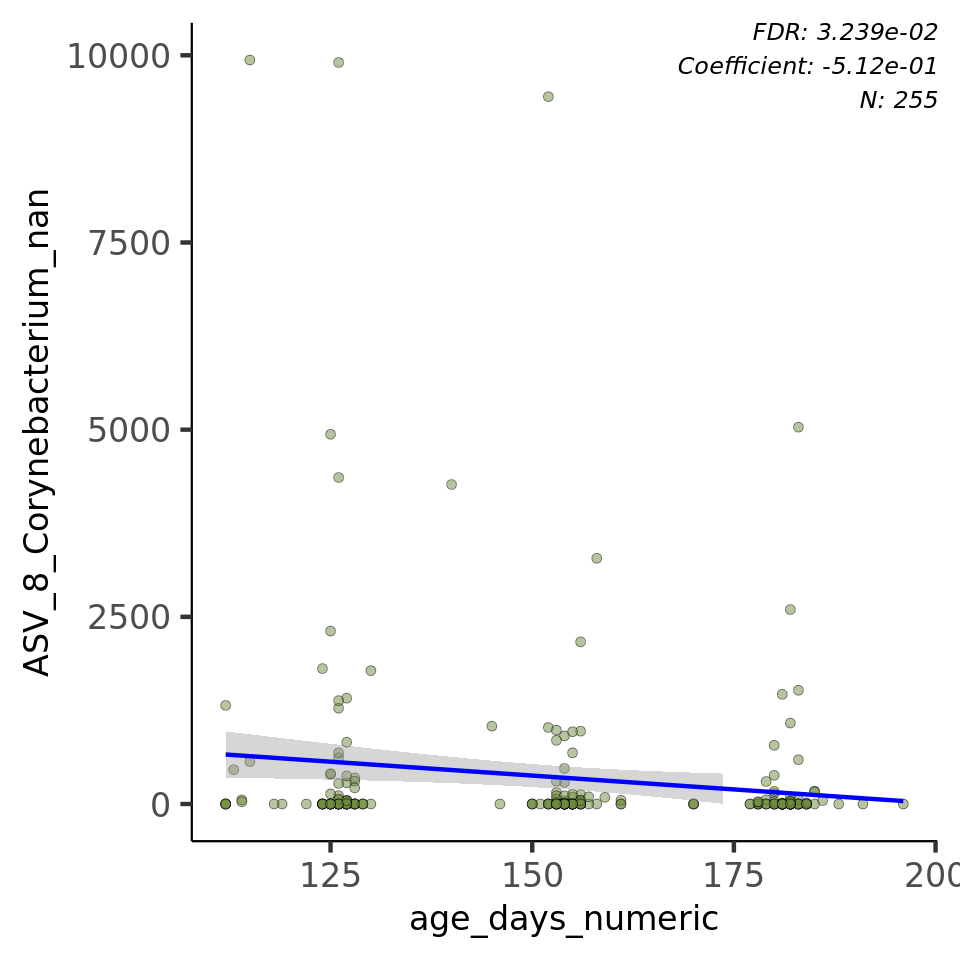 FDR: 3.239e-02
Coefficient: -5.12e-01
N: 255
10000
7500
5000
2500
0
ASV_8_Corynebacterium_nan
125 150 175 200
age_days_numeric